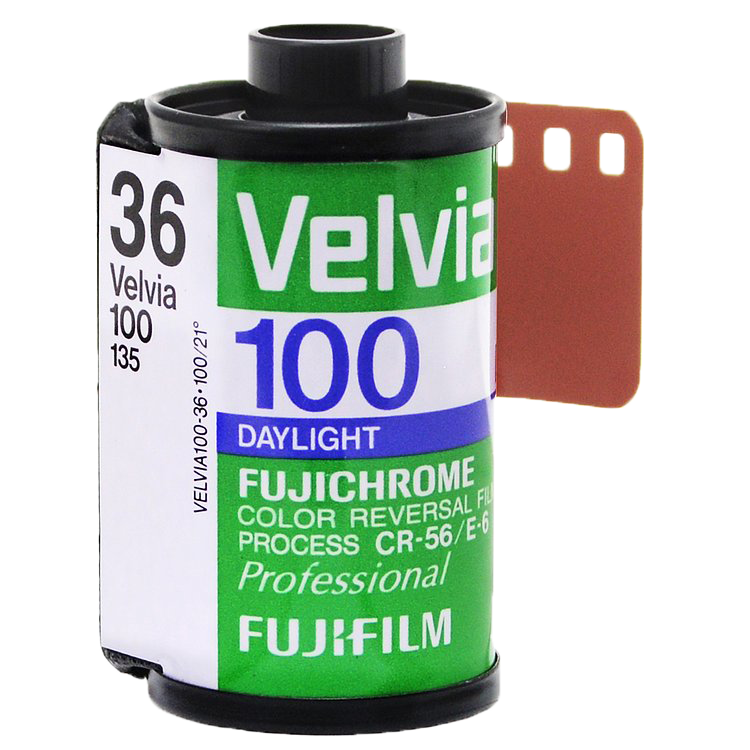 36
Velvia
100
135
VELVIA100-36·100/21°
Velvia
100
DAYLIGHT
FUJICHROME
COLOR REVERSAL
PROCESS CR-56/E-6
Professional
FUJIFILM